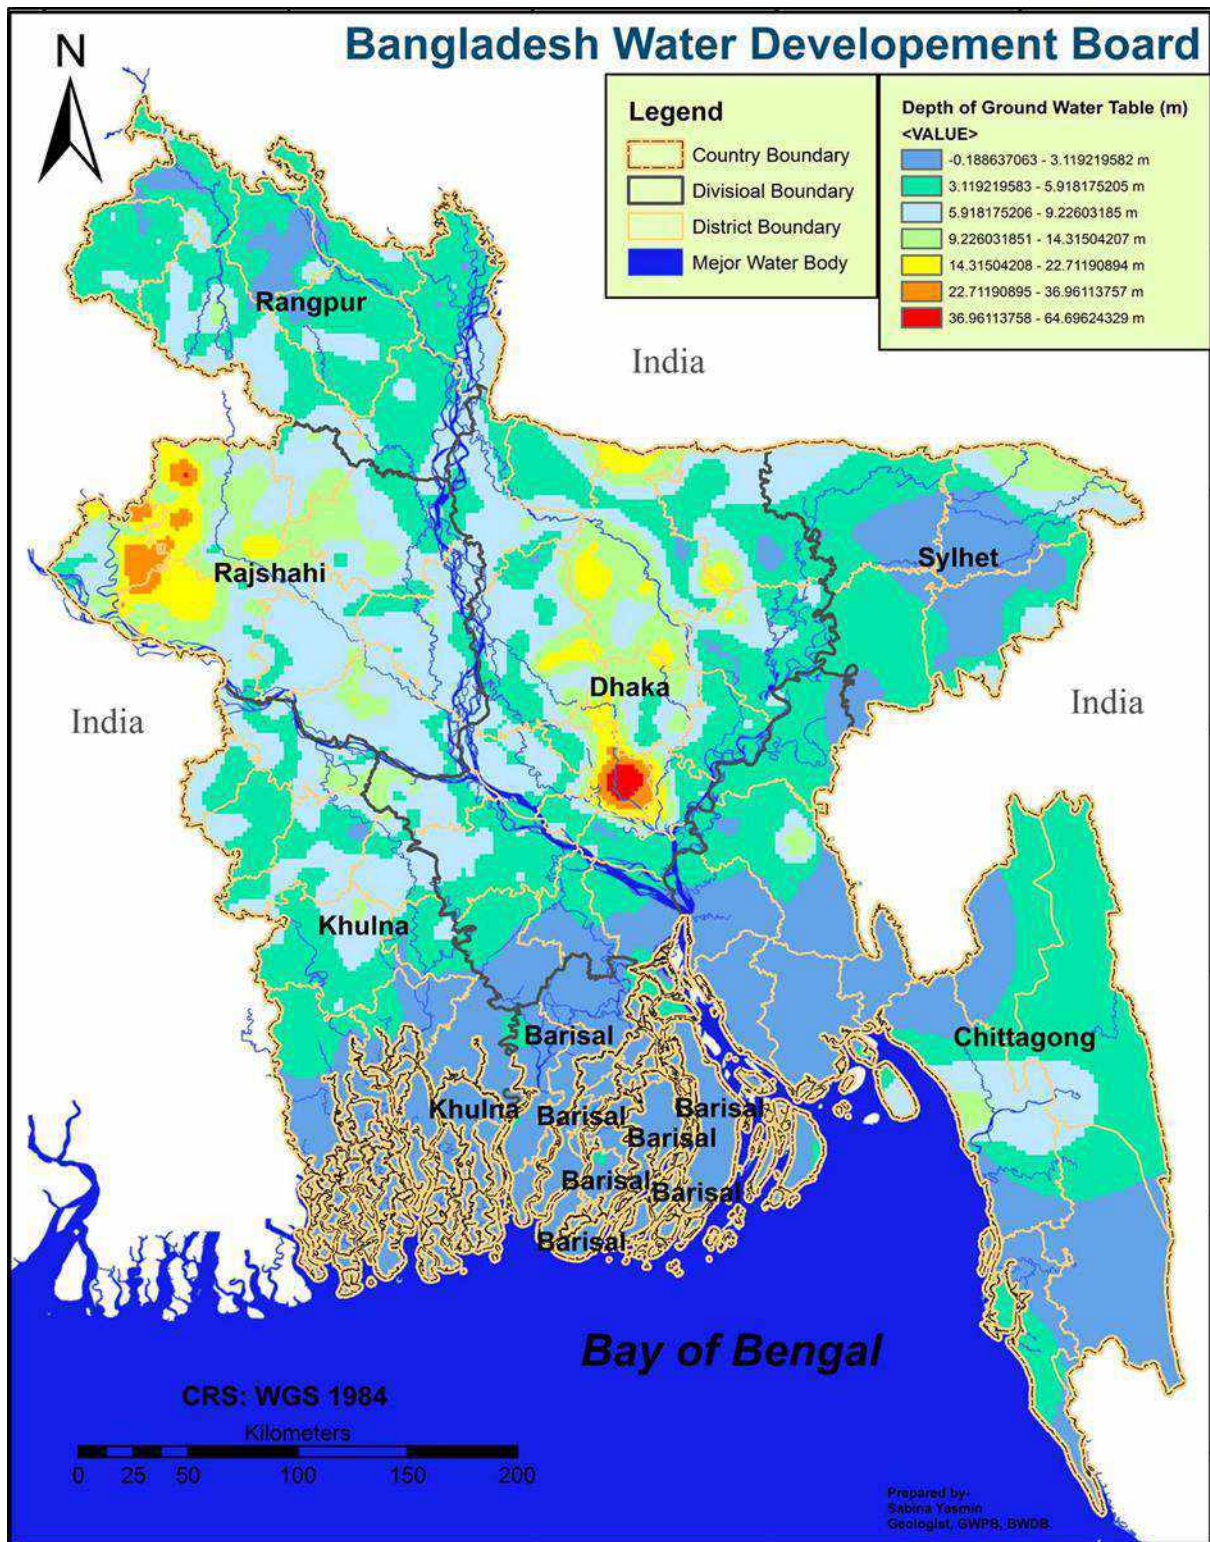 Bangladesh Water Developement Board
N
Legend
Country Boundary
Divisioal Boundary
District Boundary
Mejor Water Body
Depth of Ground Water Table (m)
<VALUE>
-0.188637063 - 3.119219582 m
3.119219583 - 5.918175205 m
5.918175206 - 9.22603185 m
9.226031851 - 14.31504207 m
14.31504208 - 22.71190894 m
22.71190895 - 36.96113757 m
36.96113758 - 64.69624329 m
Rangpur
India
Sylhet
Rajshahi
Dhaka
India
India
Khulna
Barisal
Chittagong
Khulna
Barisal
Barisal
Barisal
Barisal
Barisal
Barisal
Bay of Bengal
CRS: WGS 1984
Kilometers
0 25 50 100 150 200
Prepared by-
Sabina Yasmin
Geologist, GWPB, BWDB